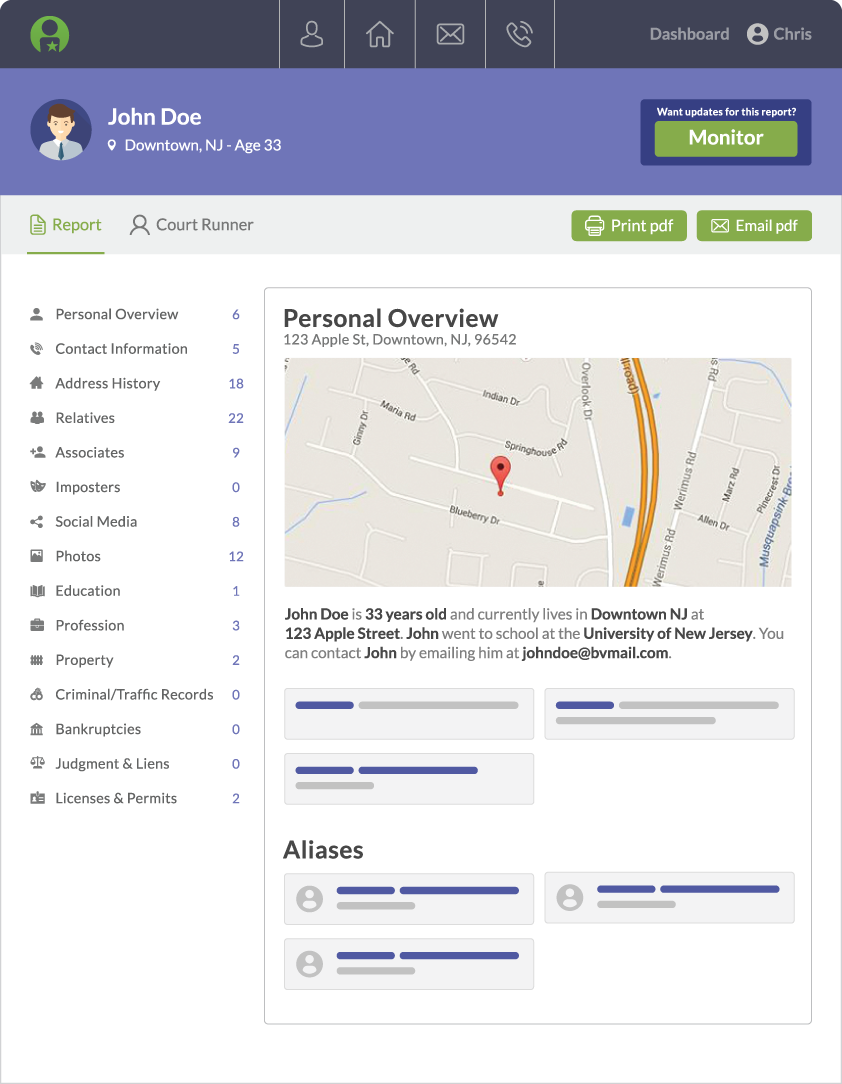 Dashboard
Chris
John Doe
Downtown, NJ - Age 33
Want updates for this report?
Monitor
Report
Court Runner
Print pdf
Email pdf
Personal Overview 6
Contact Information 5
Address History 18
Relatives 22
Associates 9
Imposters 0
Social Media 8
Photos 12
Education 1
Profession 3
Property 2
Criminal/Traffic Records 0
Bankruptcies 0
Judgment & Liens 0
Licenses & Permits 2
Personal Overview
123 Apple St, Downtown, NJ, 96542
Indian Dr
Maria Rd
Ginny Dr
Springhouse Rd
Blueberry Dr
Overlook Dr
Werimus Rd
Werimus Rd
Marz Rd
Allen Dr
Pinecrest Dr
Musquapsink
John Doe is 33 years old and currently lives in Downtown NJ at
123 Apple Street. John went to school at the University of New Jersey. You
can contact John by emailing him at johndoe@bvmail.com.
Aliases